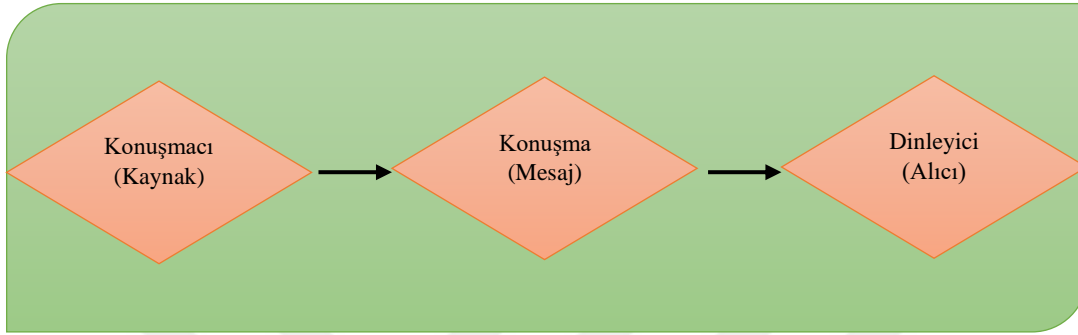 Konuşmacı
(Kaynak)
Konuşma
(Mesaj)
Dinleyici
(Alıcı)